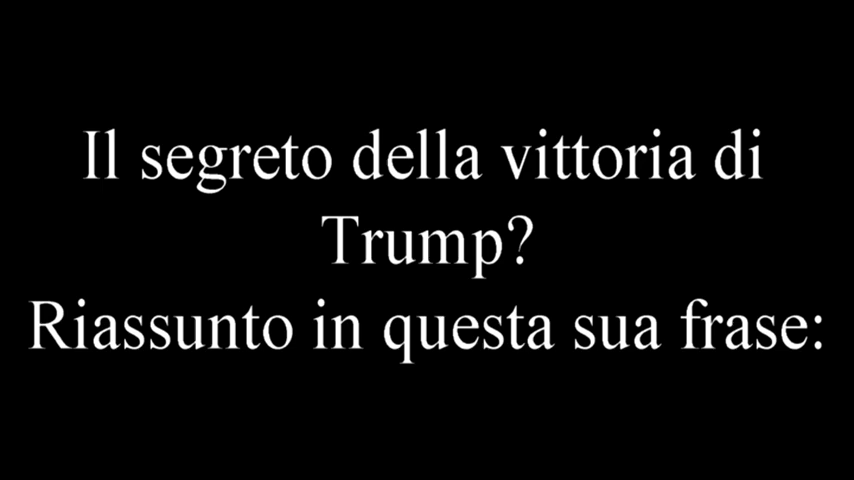 Il segreto della vittoria di
Trump?
Riassunto in questa sua frase: